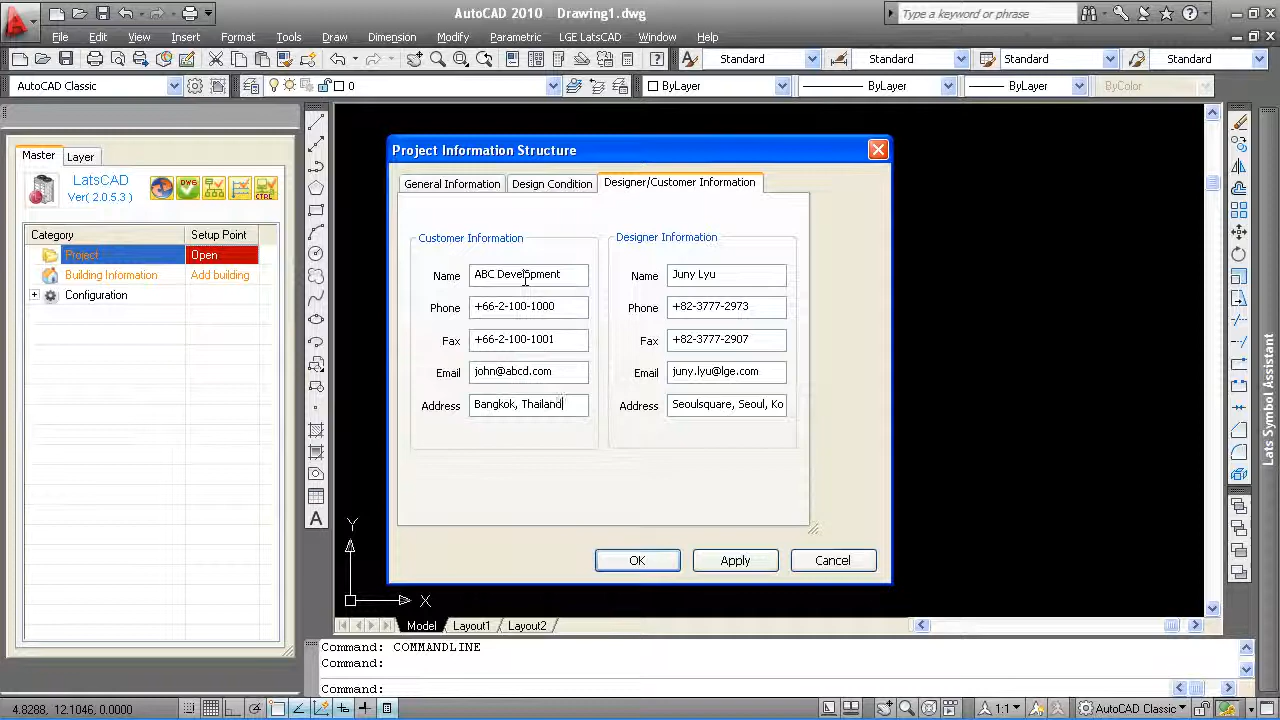 AutoCAD 2010 Drawing1.dwg
Type a keyword or phrase
File Edit View Insert Format Tools Draw Dimension Modify Parametric LGE LatsCAD Window Help
Standard Standard Standard Standard
AutoCAD Classic 0 ByLayer ByLayer ByLayer ByColor
Master Layer
LatsCAD
Ver( 2.0.5.3 )
DWG
CTRL
Category Setup Point
Project Open
Building Information Add building
Configuration
Project Information Structure
General Information Design Condition Designer/Customer Information
Customer Information Designer Information
Name ABC Development Name Juny Lyu
Phone +66-2-100-1000 Phone +82-3777-2973
Fax +66-2-100-1001 Fax +82-3777-2907
Email john@abcd.com Email juny.lyu@lge.com
Address Bangkok, Thailand Address Seoulsquare, Seoul, Ko
OK Apply Cancel
Lats Symbol Assistant
Y
X
Model Layout1 Layout2
Command: COMMANDLINE
Command:
Command:
4.8288, 12.1046, 0.0000 1:1 AutoCAD Classic